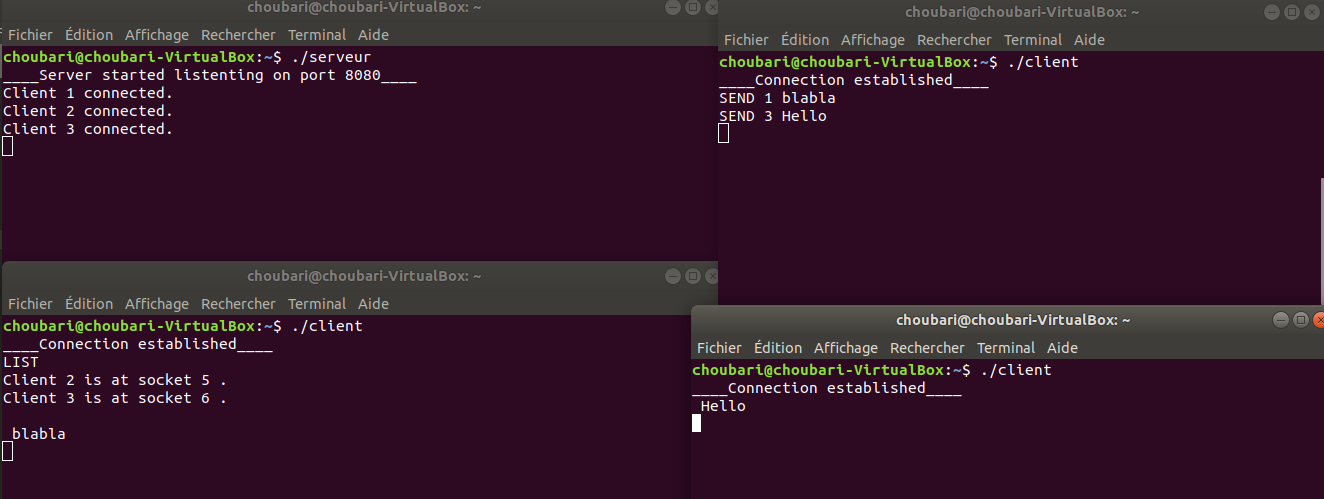 choubari@choubari-VirtualBox: ~
Fichier Édition Affichage Rechercher Terminal Aide
choubari@choubari-VirtualBox:~$ ./serveur
____Server started listenting on port 8080____
Client 1 connected.
Client 2 connected.
Client 3 connected.
choubari@choubari-VirtualBox: ~
Fichier Édition Affichage Rechercher Terminal Aide
choubari@choubari-VirtualBox:~$ ./client
____Connection established____
SEND 1 blabla
SEND 3 Hello
choubari@choubari-VirtualBox: ~
Fichier Édition Affichage Rechercher Terminal Aide
choubari@choubari-VirtualBox:~$ ./client
____Connection established____
LIST
Client 2 is at socket 5 .
Client 3 is at socket 6 .
blabla
choubari@choubari-VirtualBox: ~
Fichier Édition Affichage Rechercher Terminal Aide
choubari@choubari-VirtualBox:~$ ./client
____Connection established____
Hello